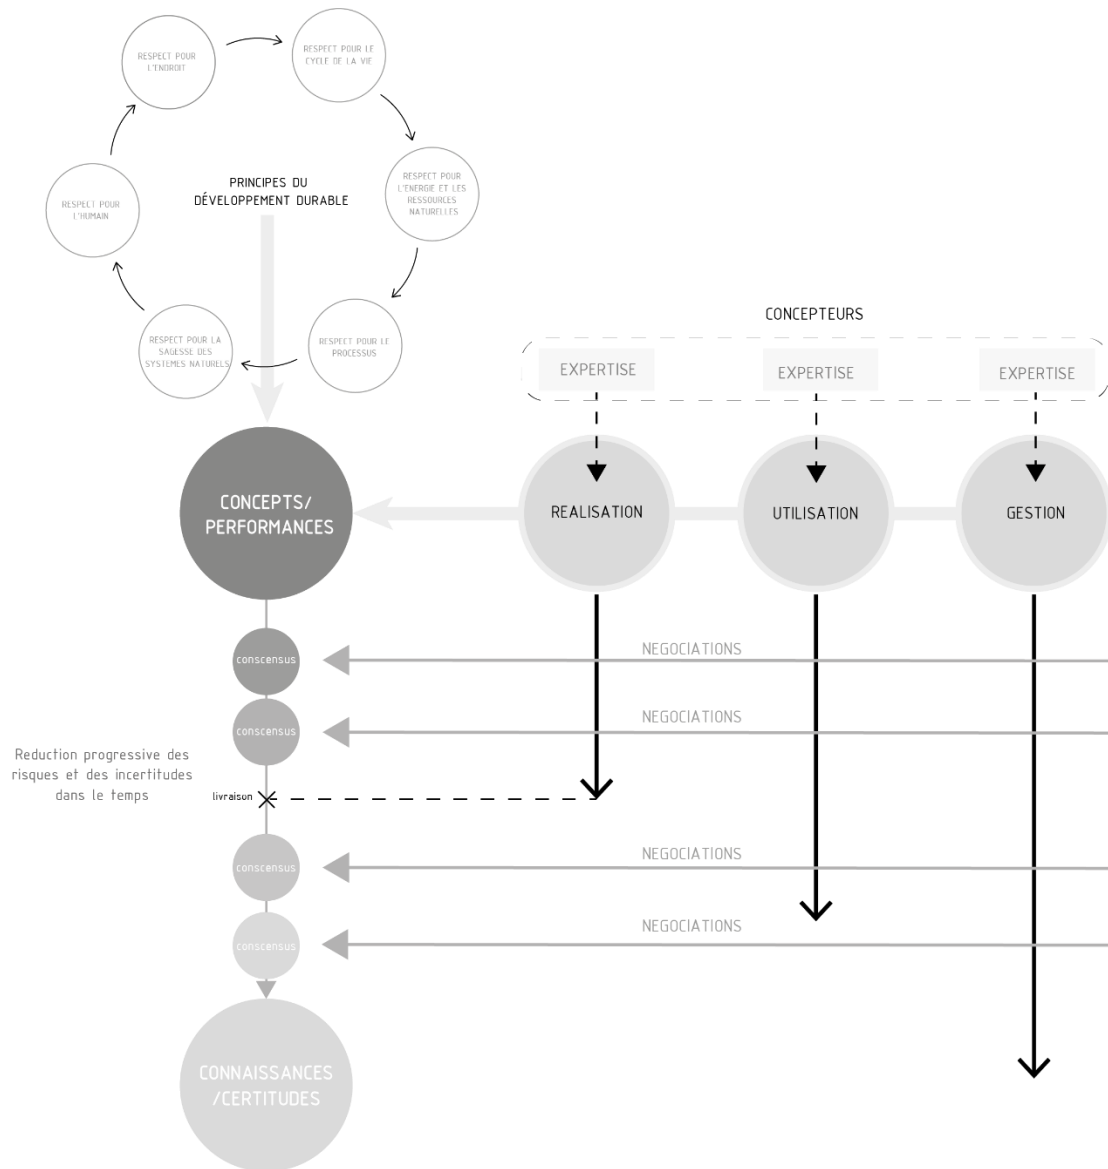 RESPECT POUR
L'ENDROIT
RESPECT POUR LE
CYCLE DE LA VIE
RESPECT POUR
L'ENERGIE ET LES
RESSOURCES
NATURELLES
RESPECT POUR LE
PROCESSUS
RESPECT POUR LA
SAGESSE DES
SYSTEMES NATURELS
RESPECT POUR
L'HUMAIN
PRINCIPES DU
DÉVELOPPEMENT DURABLE
CONCEPTEURS
EXPERTISE
EXPERTISE
EXPERTISE
CONCEPTS/
PERFORMANCES
REALISATION
UTILISATION
GESTION
conscensus
NEGOCIATIONS
conscensus
NEGOCIATIONS
Reduction progressive des
risques et des incertitudes
dans le temps
livraison
conscensus
NEGOCIATIONS
conscensus
NEGOCIATIONS
CONNAISSANCES
/CERTITUDES